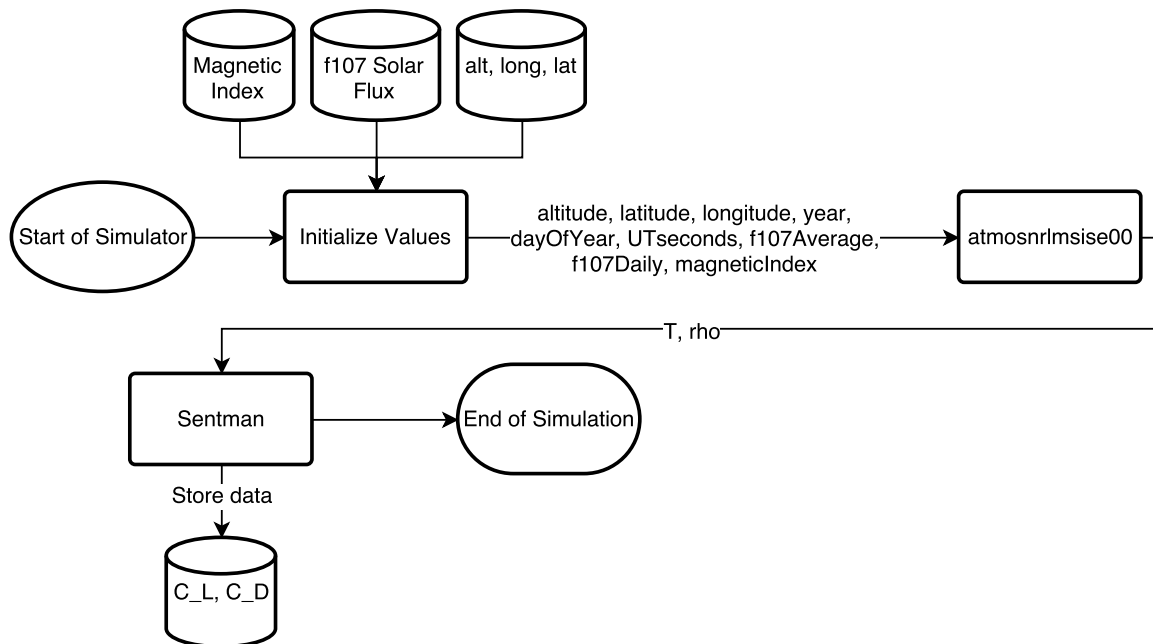 Magnetic
Index
f107 Solar
Flux
alt, long, lat
Start of Simulator
Initialize Values
altitude, latitude, longitude, year,
dayOfYear, UTseconds, f107Average,
f107Daily, magneticIndex
atmosnrlmsise00
T, rho
Sentman
End of Simulation
Store data
C_L, C_D